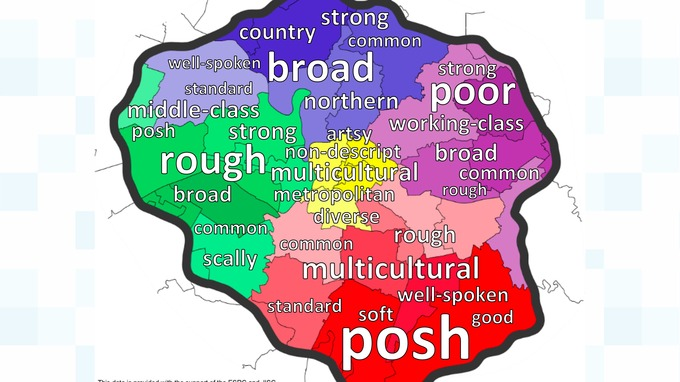 strong
country
common
well-spoken
broad
strong
standard
poor
northern
middle-class
working-class
posh
strong
artsy
non-descript
broad
rough
multicultural
common
rough
broad
metropolitan
diverse
common
rough
common
scally
multicultural
well-spoken
standard
soft
good
posh